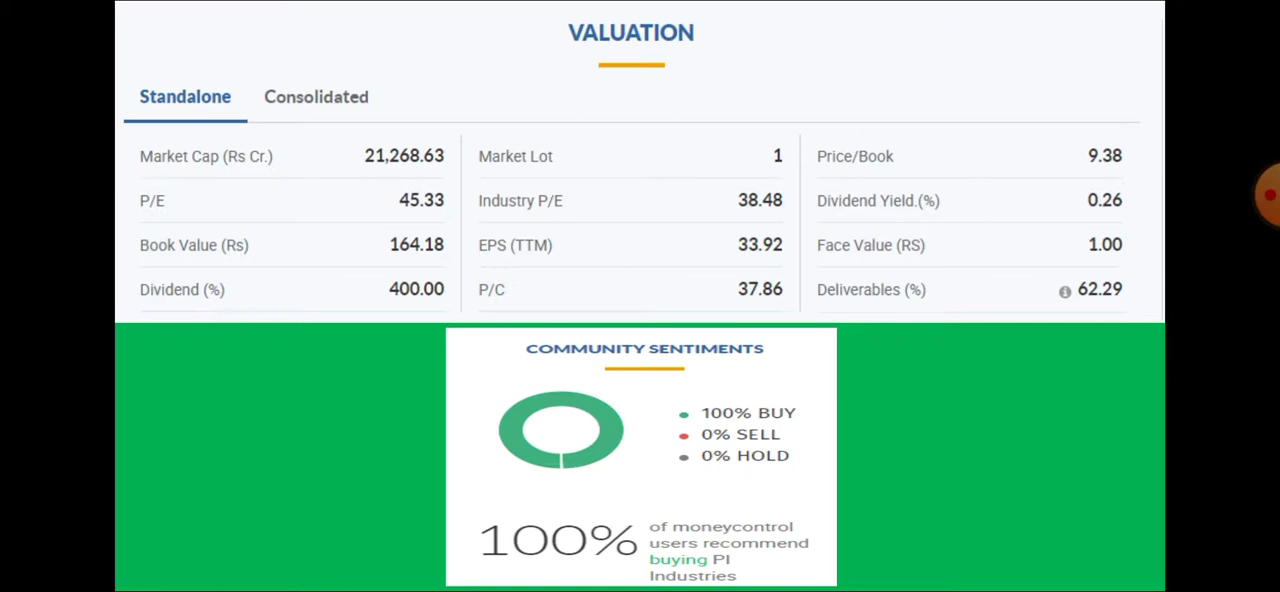 VALUATION
Standalone Consolidated
Market Cap (Rs Cr.) 21,268.63 Market Lot 1 Price/Book 9.38
P/E 45.33 Industry P/E 38.48 Dividend Yield.(%) 0.26
Book Value (Rs) 164.18 EPS (TTM) 33.92 Face Value (RS) 1.00
Dividend (%) 400.00 P/C 37.86 Deliverables (%) 62.29
COMMUNITY SENTIMENTS
100% BUY
0% SELL
0% HOLD
100% of moneycontrol
users recommend
buying PI
Industries